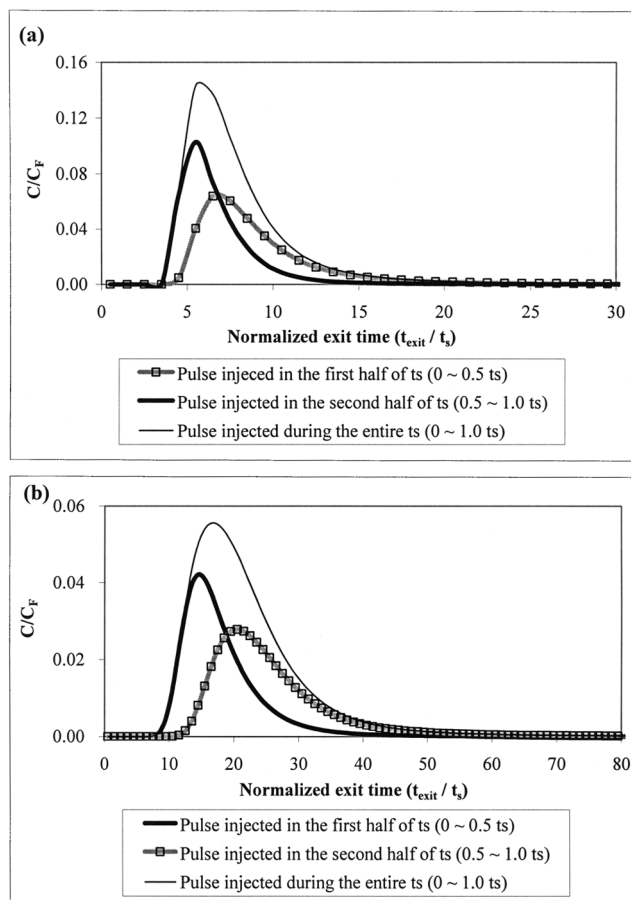 (a)
0.16
0.12
0.08
0.04
0.00
C/C_F
0 5 10 15 20 25 30
Normalized exit time (t_exit / t_s)
Pulse injeced in the first half of ts (0 ~ 0.5 ts)
Pulse injected in the second half of ts (0.5 ~ 1.0 ts)
Pulse injected during the entire ts (0 ~ 1.0 ts)
(b)
0.06
0.04
0.02
0.00
C/C_F
0 10 20 30 40 50 60 70 80
Normalized exit time (t_exit / t_s)
Pulse injected in the first half of ts (0 ~ 0.5 ts)
Pulse injected in the second half of ts (0.5 ~ 1.0 ts)
Pulse injected during the entire ts (0 ~ 1.0 ts)